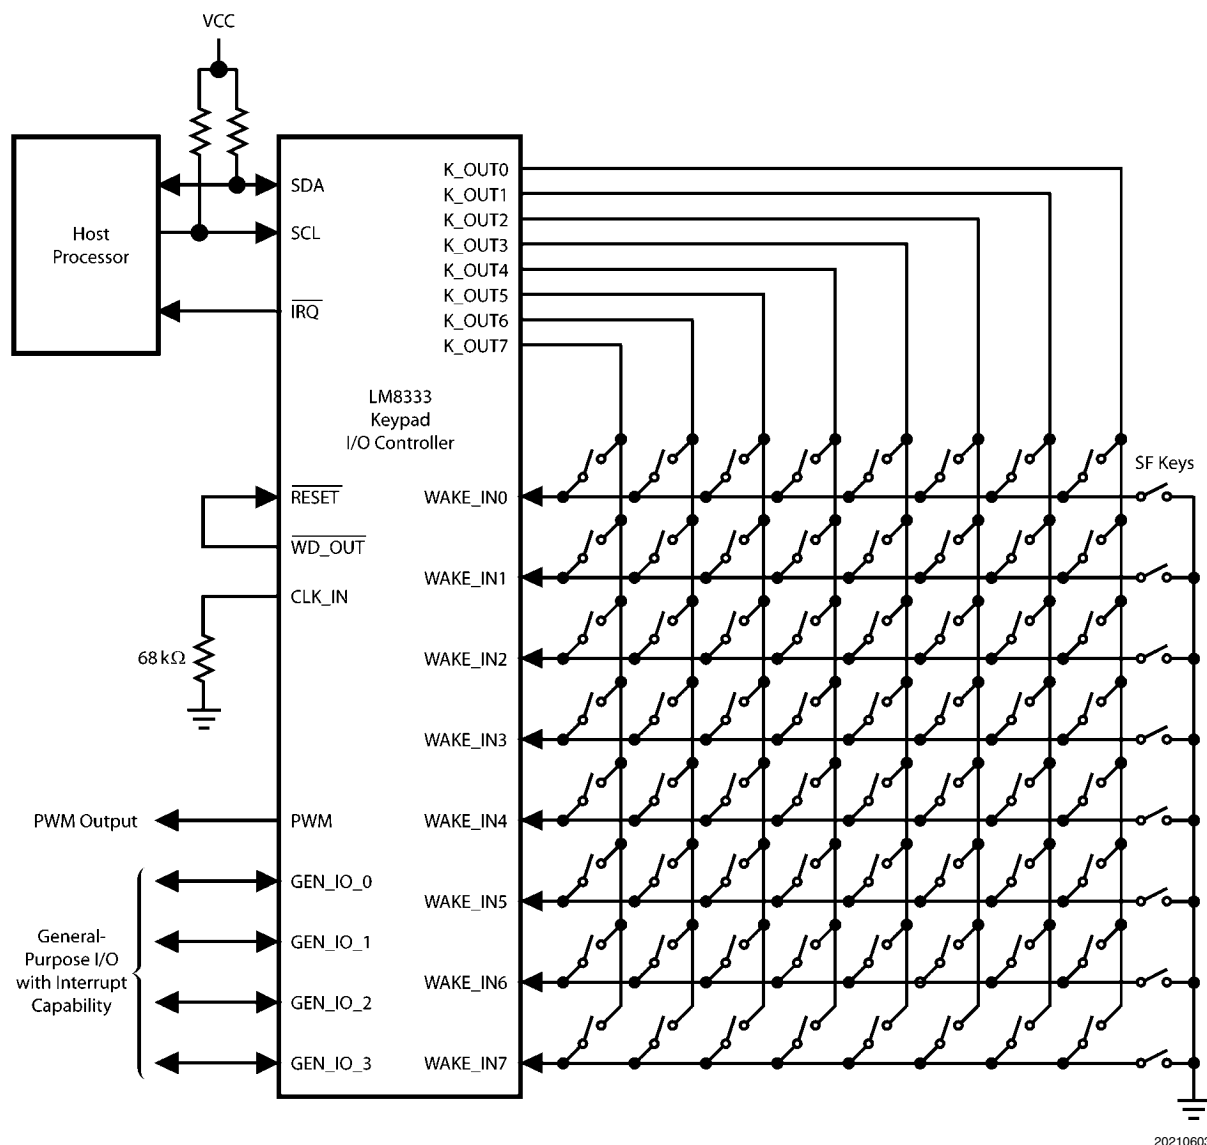 VCC
Host
Processor
SDA
SCL
IRQ
K_OUT0
K_OUT1
K_OUT2
K_OUT3
K_OUT4
K_OUT5
K_OUT6
K_OUT7
LM8333
Keypad
I/O Controller
SF Keys
RESET
WD_OUT
CLK_IN
68 kΩ
WAKE_IN0
WAKE_IN1
WAKE_IN2
WAKE_IN3
WAKE_IN4
WAKE_IN5
WAKE_IN6
WAKE_IN7
PWM Output
PWM
General-
Purpose I/O
with Interrupt
Capability
GEN_IO_0
GEN_IO_1
GEN_IO_2
GEN_IO_3